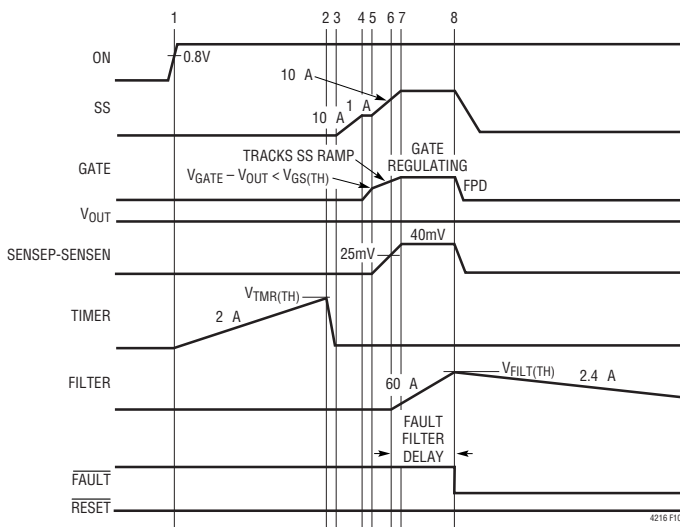 1 2 3 4 5 6 7 8
ON
0.8V
10 A
SS
10 A
1 A
GATE
TRACKS SS RAMP
GATE
REGULATING
VGATE – VOUT < VGS(TH)
FPD
VOUT
SENSEP-SENSEN
25mV
40mV
TIMER
VTMR(TH)
2 A
FILTER
60 A
VFILT(TH)
2.4 A
FAULT
FILTER
DELAY
FAULT
RESET
4216 F10